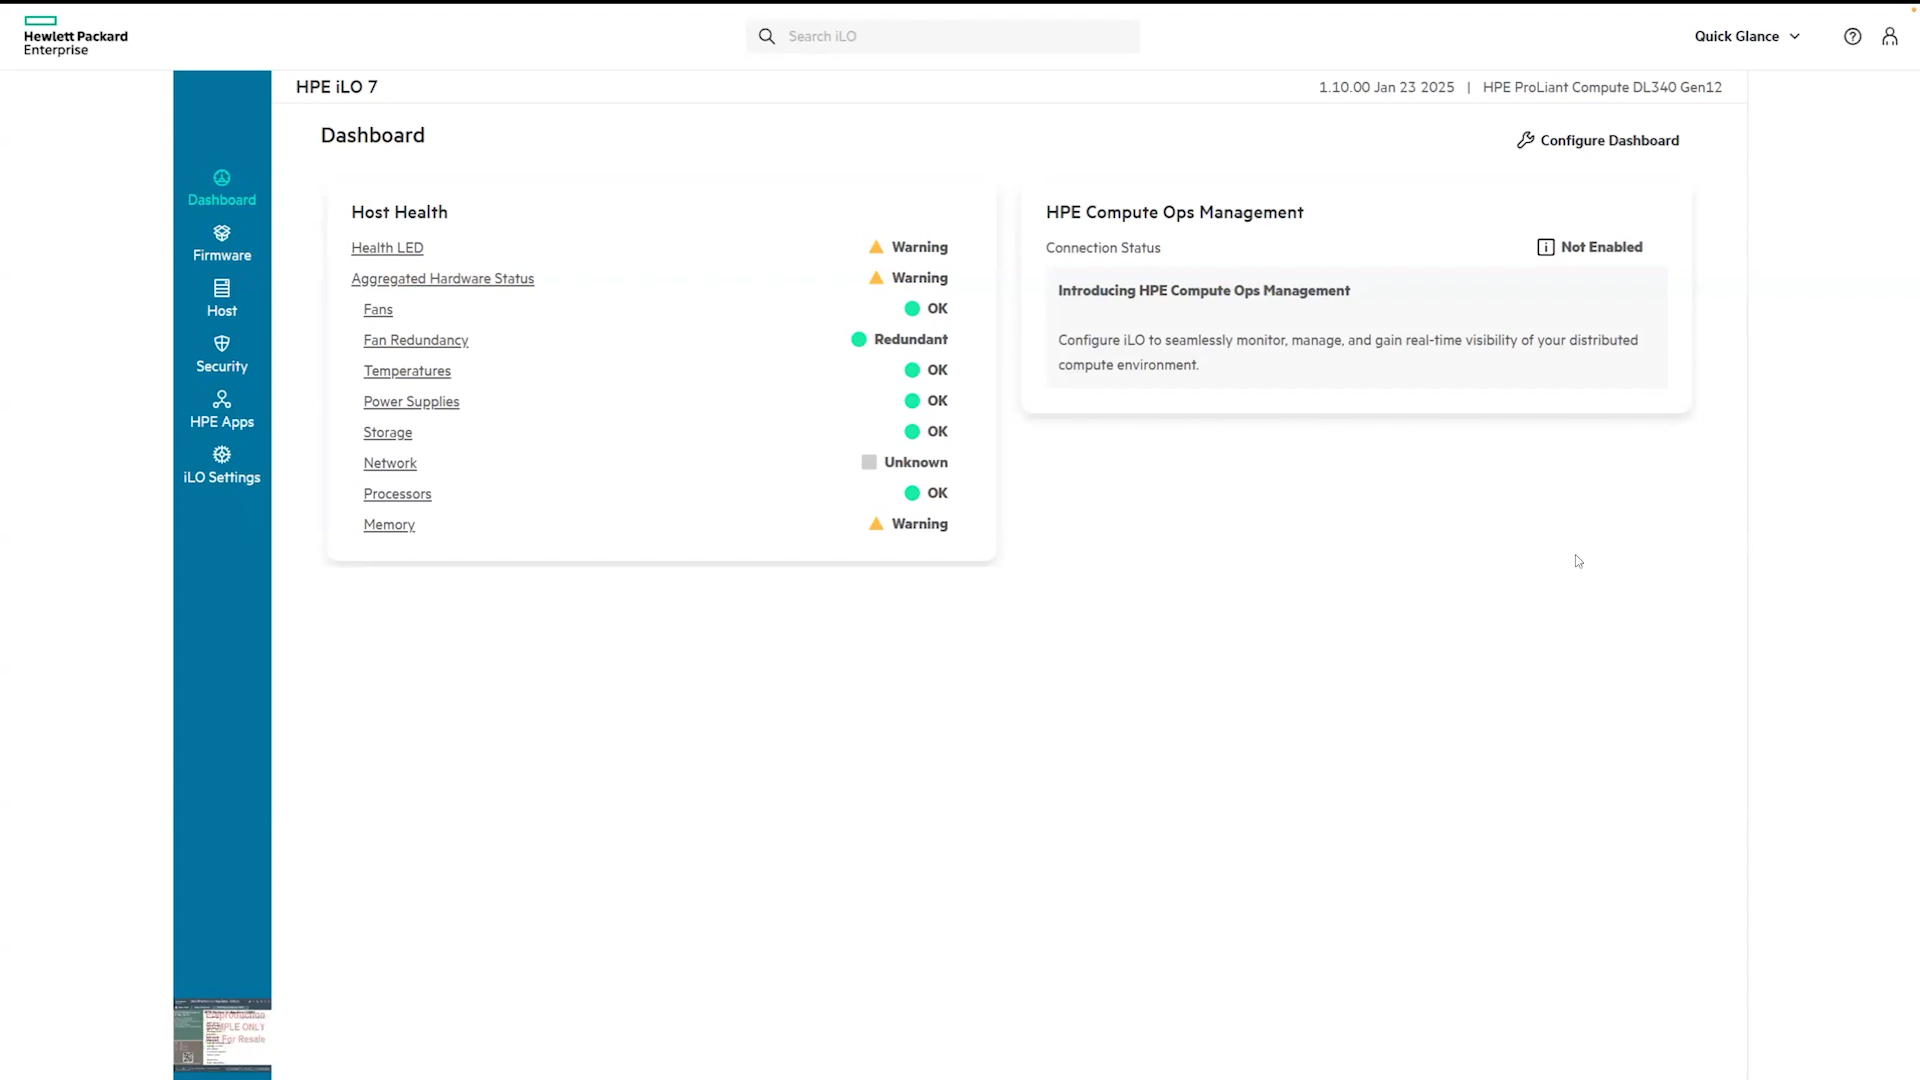 Hewlett Packard
Enterprise
Search iLO
Quick Glance
HPE iLO 7
1.10.00 Jan 23 2025 | HPE ProLiant Compute DL340 Gen12
Dashboard
Configure Dashboard
Dashboard
Firmware
Host
Security
HPE Apps
iLO Settings
Host Health
Health LED Warning
Aggregated Hardware Status Warning
Fans OK
Fan Redundancy Redundant
Temperatures OK
Power Supplies OK
Storage OK
Network Unknown
Processors OK
Memory Warning
HPE Compute Ops Management
Connection Status Not Enabled
Introducing HPE Compute Ops Management
Configure iLO to seamlessly monitor, manage, and gain real-time visibility of your distributed
compute environment.
ONLY
For Resale